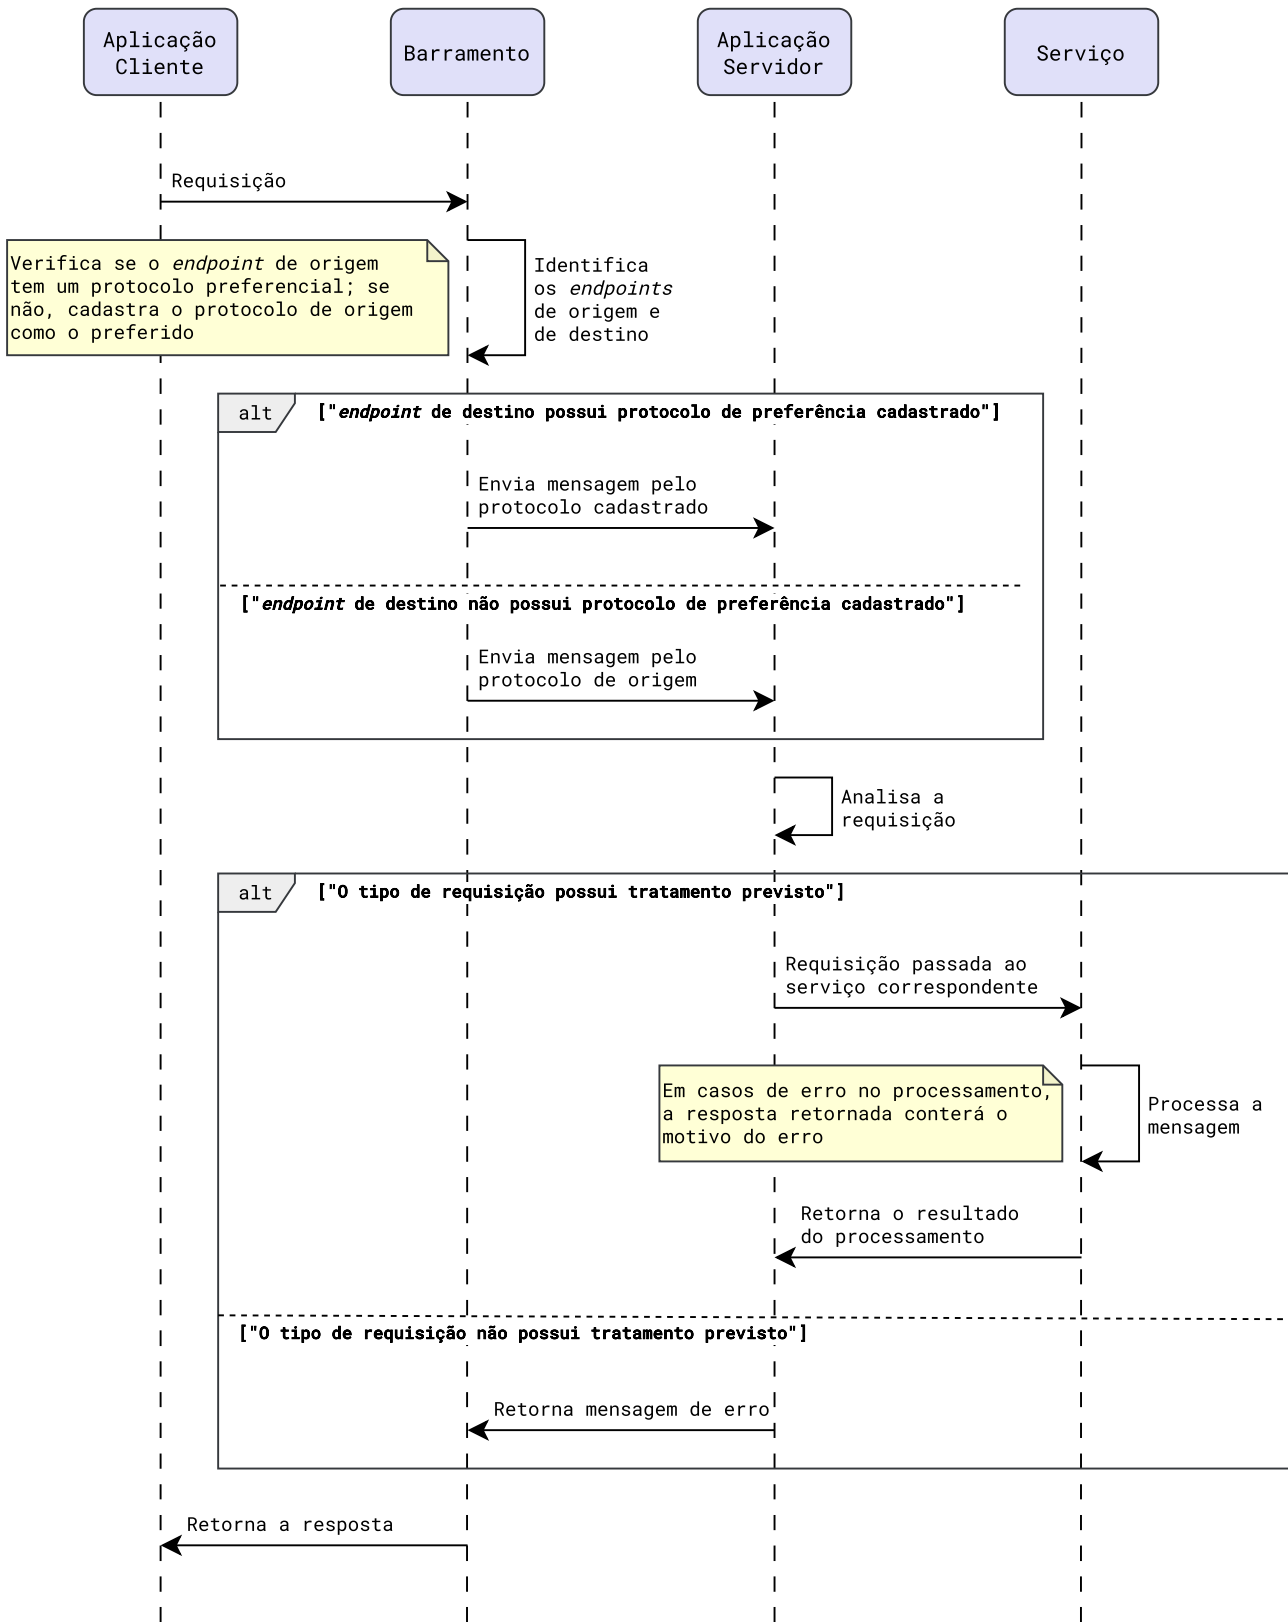 Aplicação
Cliente
Barramento
Aplicação
Servidor
Serviço
Requisição
Verifica se o endpoint de origem
tem um protocolo preferencial; se
não, cadastra o protocolo de origem
como o preferido
Identifica
os endpoints
de origem e
de destino
alt
["endpoint de destino possui protocolo de preferência cadastrado"]
Envia mensagem pelo
protocolo cadastrado
["endpoint de destino não possui protocolo de preferência cadastrado"]
Envia mensagem pelo
protocolo de origem
Analisa a
requisição
alt
["O tipo de requisição possui tratamento previsto"]
Requisição passada ao
serviço correspondente
Em casos de erro no processamento,
a resposta retornada conterá o
motivo do erro
Processa a
mensagem
Retorna o resultado
do processamento
["O tipo de requisição não possui tratamento previsto"]
Retorna mensagem de erro
Retorna a resposta